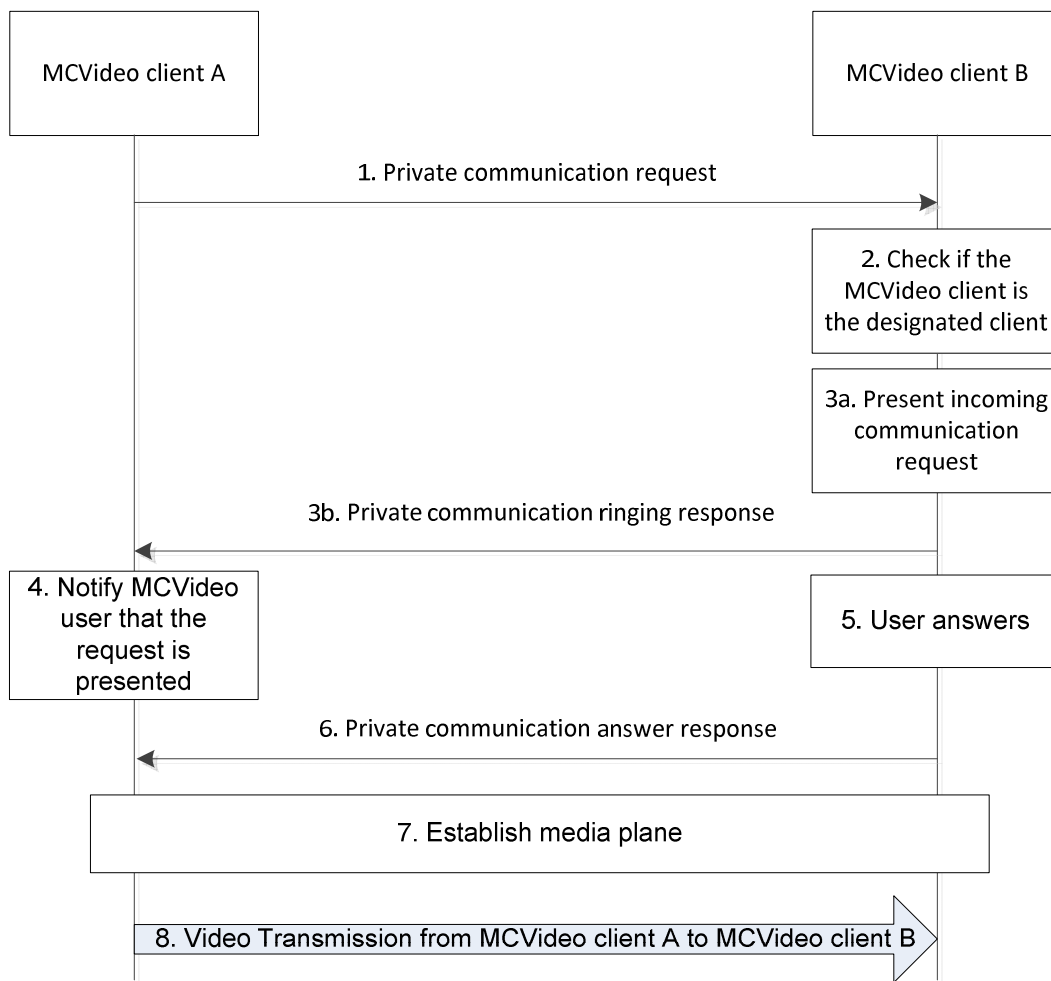 MCVideo client A
MCVideo client B
1. Private communication request
2. Check if the
MCVideo client is
the designated client
3a. Present incoming
communication
request
3b. Private communication ringing response
4. Notify MCVideo
user that the
request is
presented
5. User answers
6. Private communication answer response
7. Establish media plane
8. Video Transmission from MCVideo client A to MCVideo client B